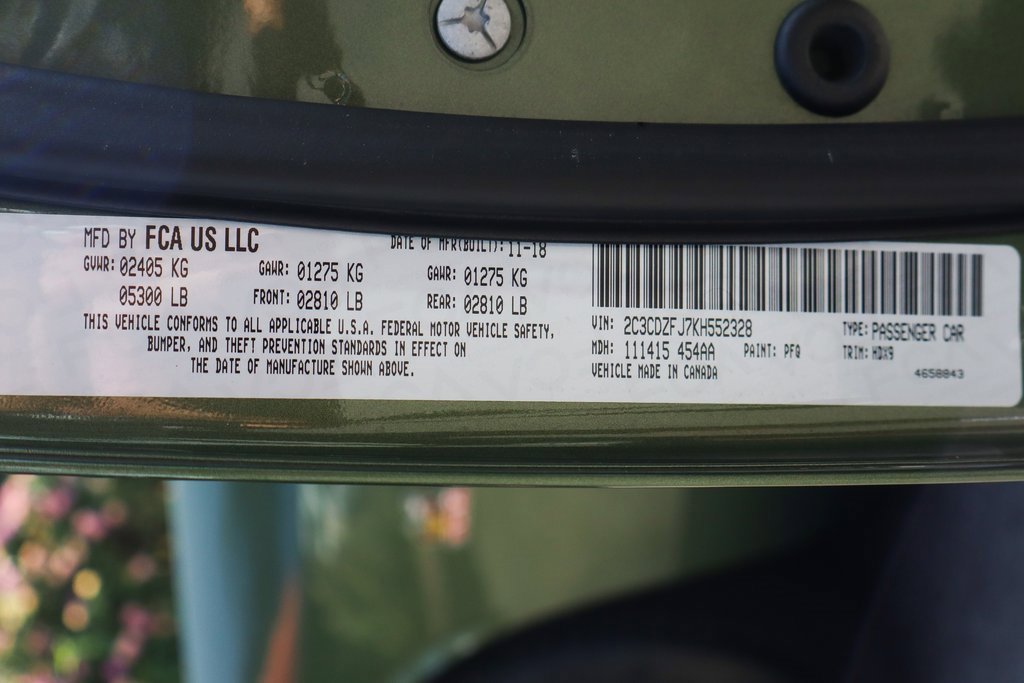 MFD BY FCA US LLC
DATE OF MFR(BUILT): 11-18
GVWR: 02405 KG GAWR: 01275 KG GAWR: 01275 KG
05300 LB FRONT: 02810 LB REAR: 02810 LB
THIS VEHICLE CONFORMS TO ALL APPLICABLE U.S.A. FEDERAL MOTOR VEHICLE SAFETY,
BUMPER, AND THEFT PREVENTION STANDARDS IN EFFECT ON
THE DATE OF MANUFACTURE SHOWN ABOVE.
VIN: 2C3CDZFJ7KH552328 TYPE: PASSENGER CAR
MDH: 111415 454AA PAINT: PFQ TRIM: HDX9
VEHICLE MADE IN CANADA 4658843